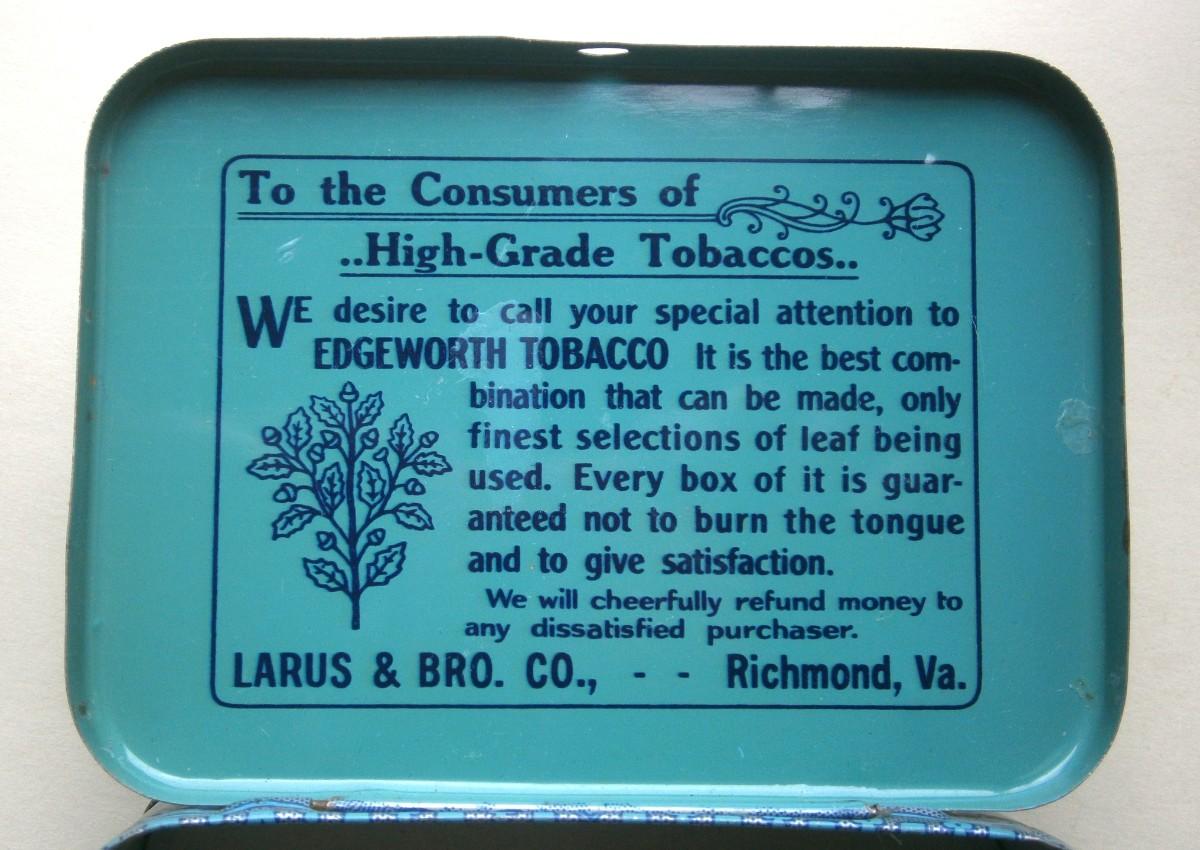 To the Consumers of
..High-Grade Tobaccos..
WE desire to call your special attention to
EDGEWORTH TOBACCO It is the best com-
bination that can be made, only
finest selections of leaf being
used. Every box of it is guar-
anteed not to burn the tongue
and to give satisfaction.
We will cheerfully refund money to
any dissatisfied purchaser.
LARUS & BRO. CO., - - Richmond, Va.